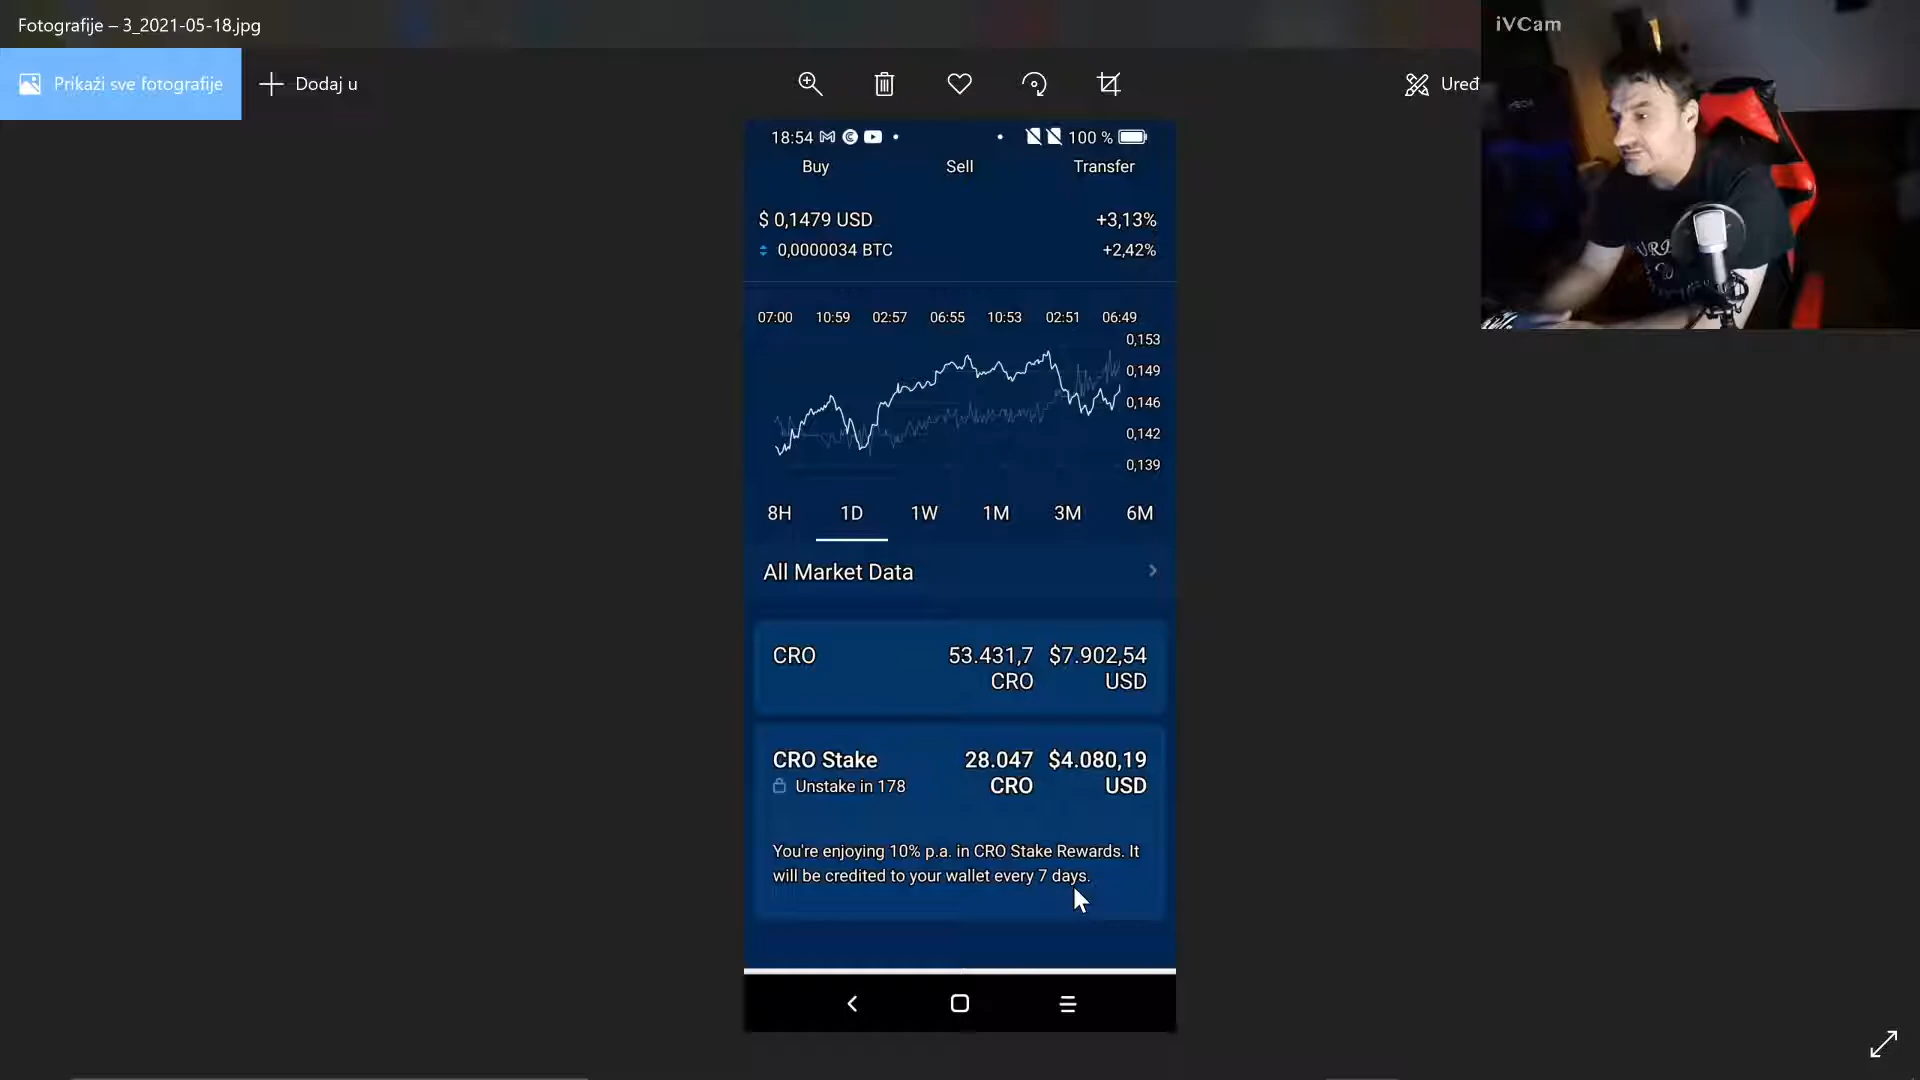 Fotografije – 3_2021-05-18.jpg
iVCam
Prikaži sve fotografije
Dodaj u
Uređ
18:54
100 %
Buy Sell Transfer
$ 0,1479 USD +3,13%
0,0000034 BTC +2,42%
07:00 10:59 02:57 06:55 10:53 02:51 06:49
0,153
0,149
0,146
0,142
0,139
8H 1D 1W 1M 3M 6M
All Market Data
CRO 53.431,7 $7.902,54
CRO USD
CRO Stake 28.047 $4.080,19
Unstake in 178 CRO USD
You're enjoying 10% p.a. in CRO Stake Rewards. It
will be credited to your wallet every 7 days.